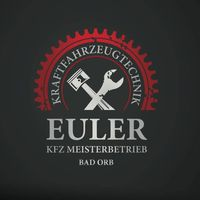 KRAFTFAHRZEUGTECHNIK
EULER
KFZ MEISTERBETRIEB
BAD ORB